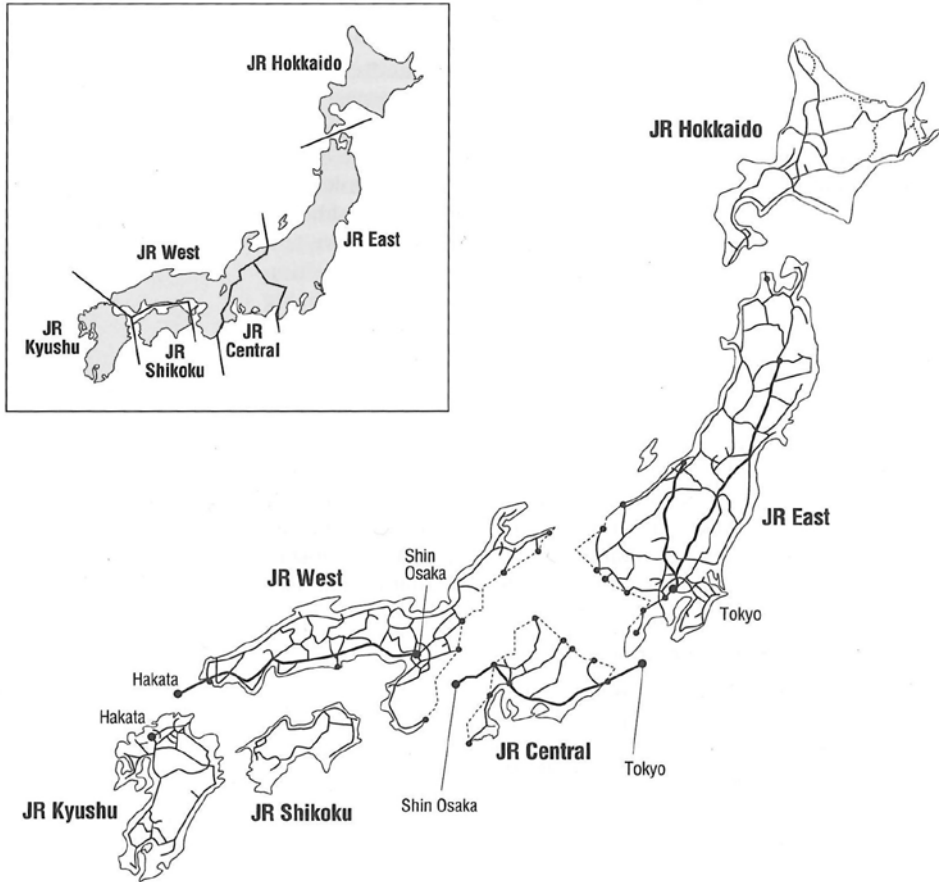 JR Hokkaido
JR East
JR West
JR
Kyushu
JR
Shikoku
JR
Central
JR Hokkaido
JR East
Tokyo
JR West
Shin
Osaka
Hakata
Hakata
JR Kyushu
JR Shikoku
JR Central
Shin Osaka
Tokyo